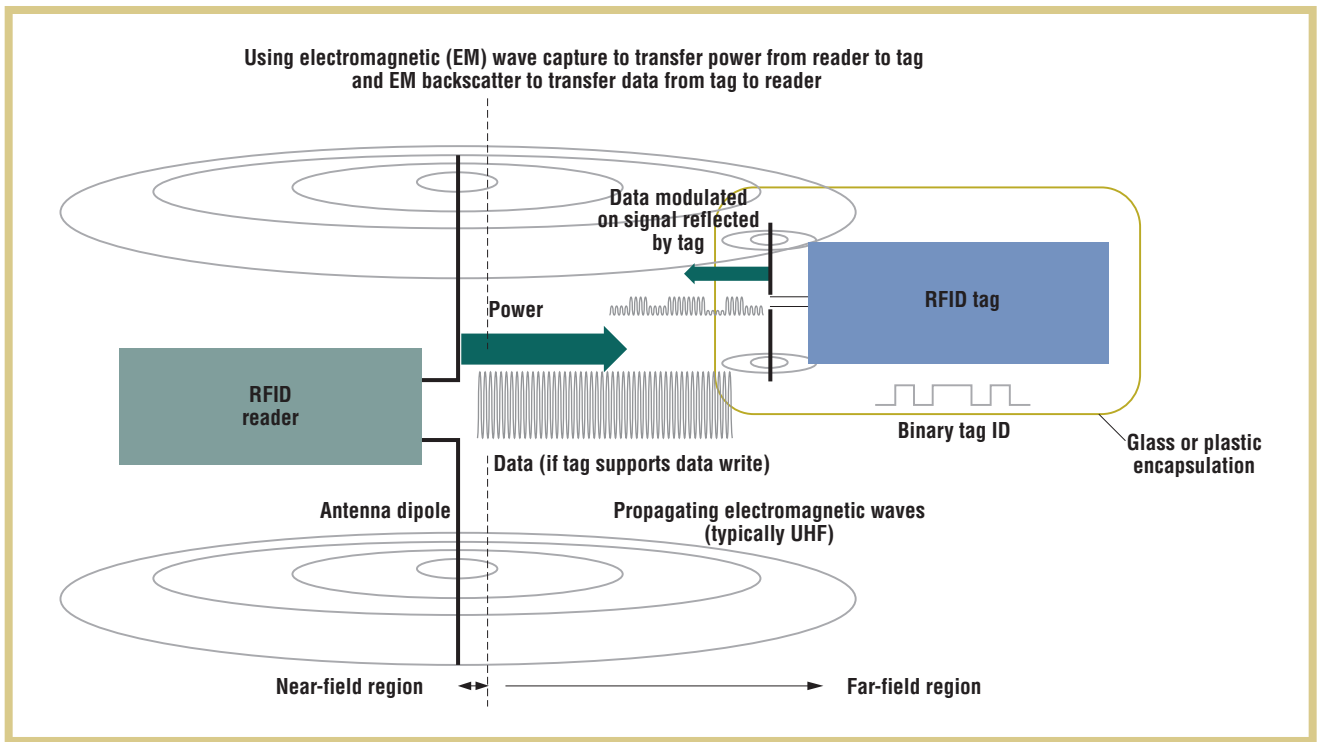 Using electromagnetic (EM) wave capture to transfer power from reader to tag
and EM backscatter to transfer data from tag to reader
Data modulated
on signal reflected
by tag
RFID tag
Power
RFID
reader
Binary tag ID
Glass or plastic
encapsulation
Data (if tag supports data write)
Antenna dipole
Propagating electromagnetic waves
(typically UHF)
Near-field region
Far-field region